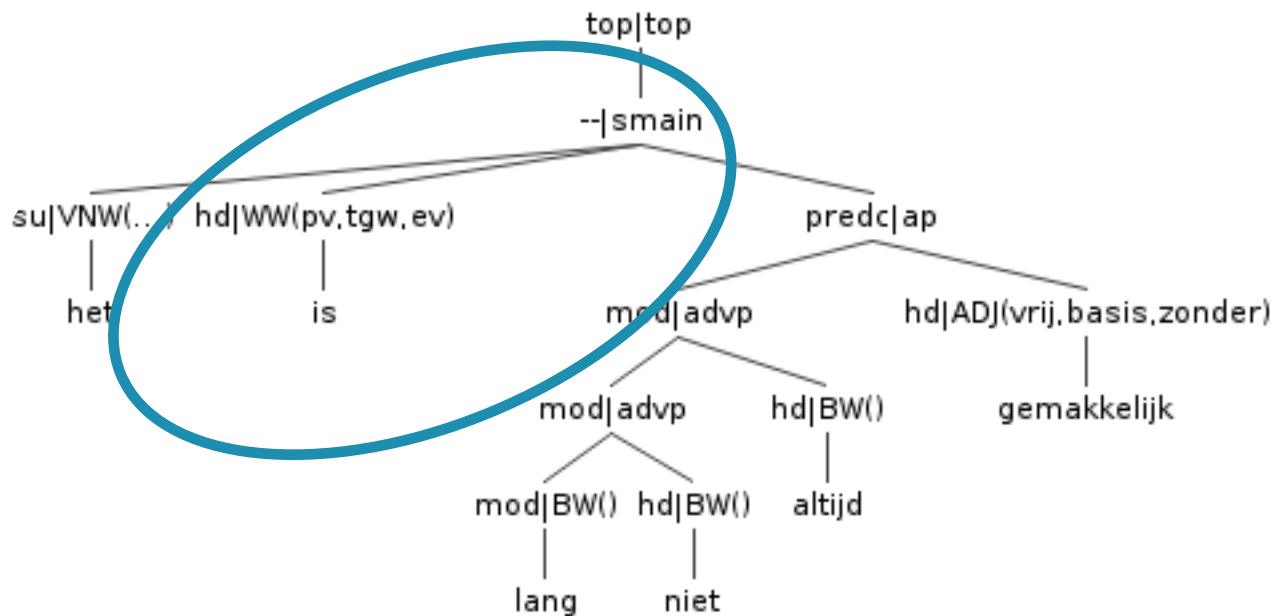 top|top
--|smain
su|VNW(...) hd|WW(pv,tgw,ev) predc|ap
het is mod|advp hd|ADJ(vrij,basis,zonder)
mod|advp hd|BW() gemakkelijk
mod|BW() hd|BW() altijd
lang niet